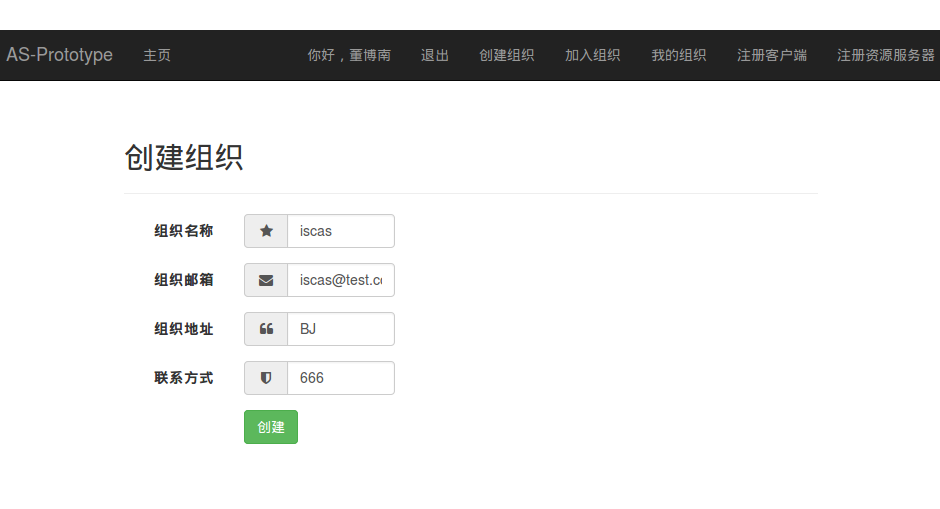 AS-Prototype 主页 你好，董博南 退出 创建组织 加入组织 我的组织 注册客户端 注册资源服务器
创建组织
组织名称 iscas
组织邮箱 iscas@test.co
组织地址 BJ
联系方式 666
创建